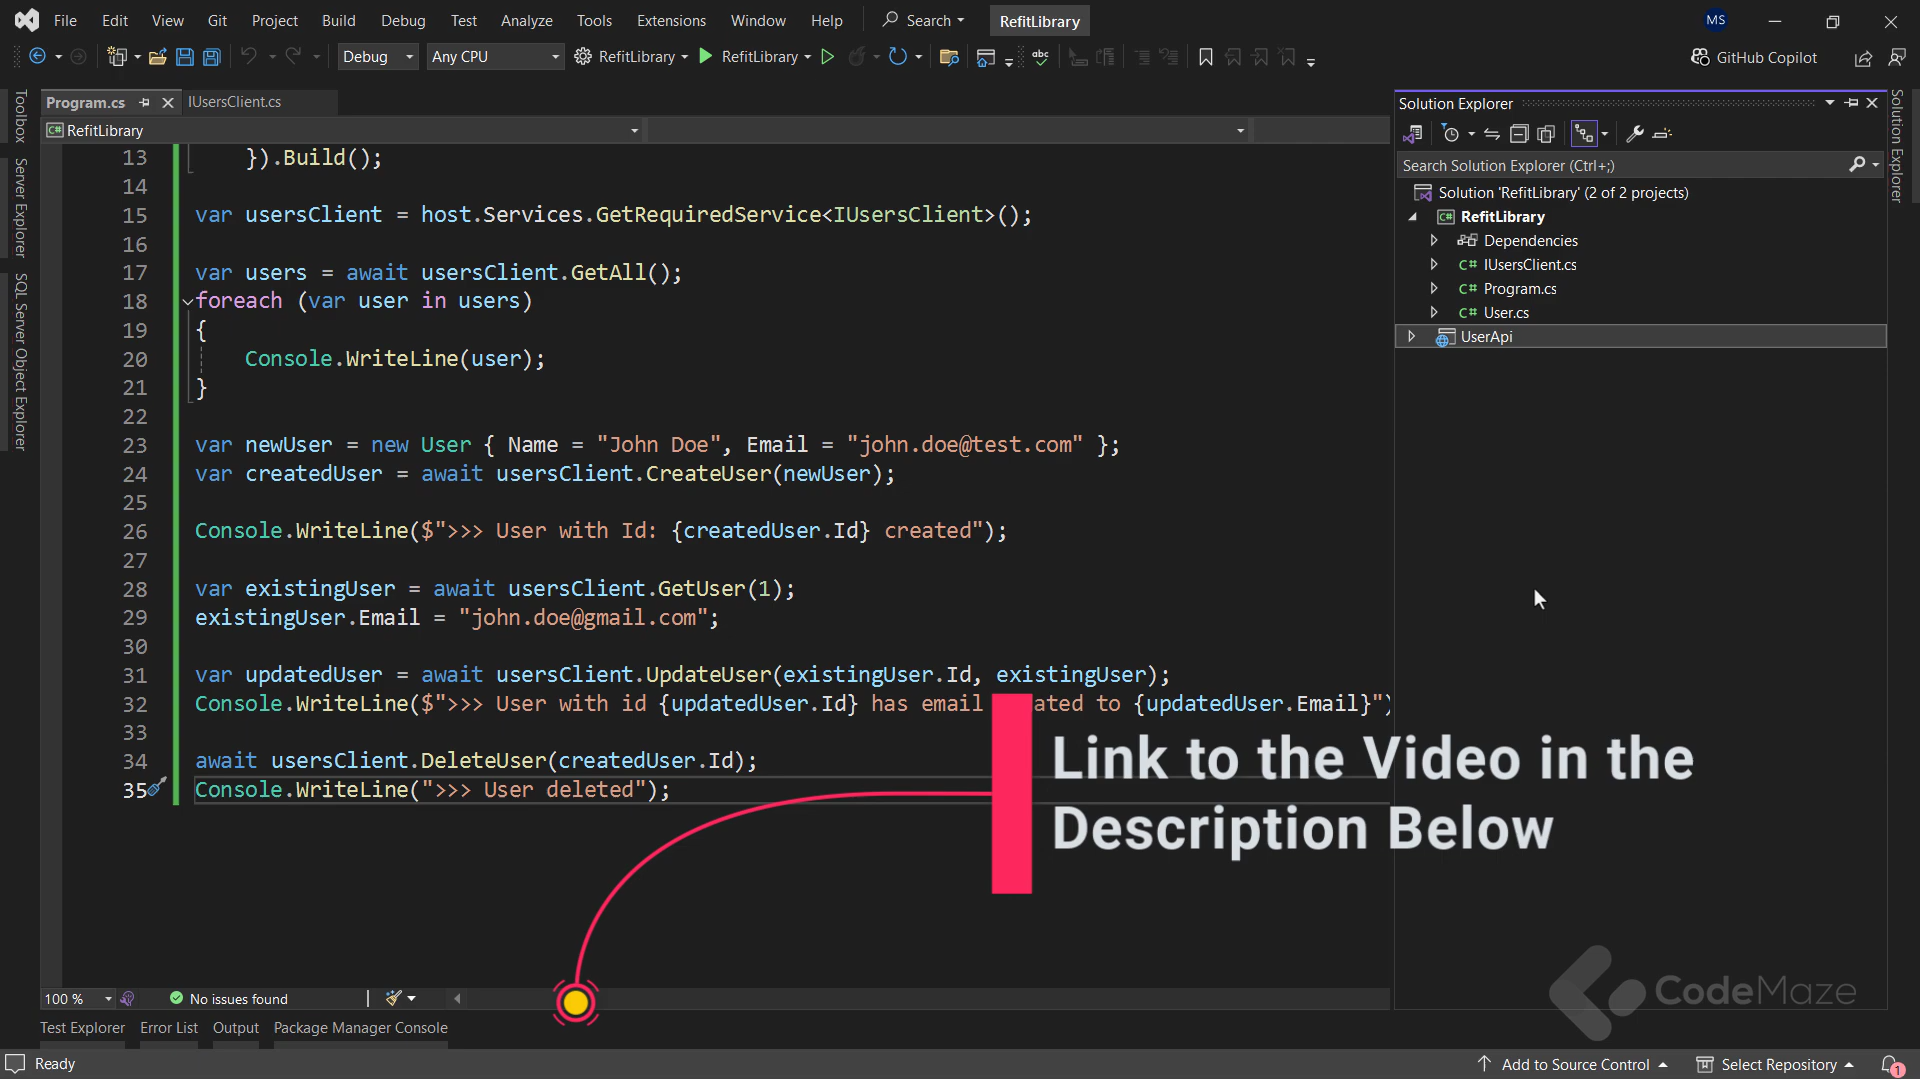 File Edit View Git Project Build Debug Test Analyze Tools Extensions Window Help Search RefitLibrary MS
Debug Any CPU RefitLibrary RefitLibrary abc GitHub Copilot
Program.cs IUsersClient.cs
C# RefitLibrary
Toolbox
Server Explorer
SQL Server Object Explorer
13 }).Build();
14
15 var usersClient = host.Services.GetRequiredService<IUsersClient>();
16
17 var users = await usersClient.GetAll();
18 foreach (var user in users)
19 {
20 Console.WriteLine(user);
21 }
22
23 var newUser = new User { Name = "John Doe", Email = "john.doe@test.com" };
24 var createdUser = await usersClient.CreateUser(newUser);
25
26 Console.WriteLine($">>> User with Id: {createdUser.Id} created");
27
28 var existingUser = await usersClient.GetUser(1);
29 existingUser.Email = "john.doe@gmail.com";
30
31 var updatedUser = await usersClient.UpdateUser(existingUser.Id, existingUser);
32 Console.WriteLine($">>> User with id {updatedUser.Id} has email ated to {updatedUser.Email}")
33
34 await usersClient.DeleteUser(createdUser.Id);
35 Console.WriteLine(">>> User deleted");
Solution Explorer
Search Solution Explorer (Ctrl+;)
Solution 'RefitLibrary' (2 of 2 projects)
C# RefitLibrary
Dependencies
C# IUsersClient.cs
C# Program.cs
C# User.cs
UserApi
Solution Explorer
Link to the Video in the
Description Below
CodeMaze
100 % No issues found
Test Explorer Error List Output Package Manager Console
Ready Add to Source Control Select Repository 1